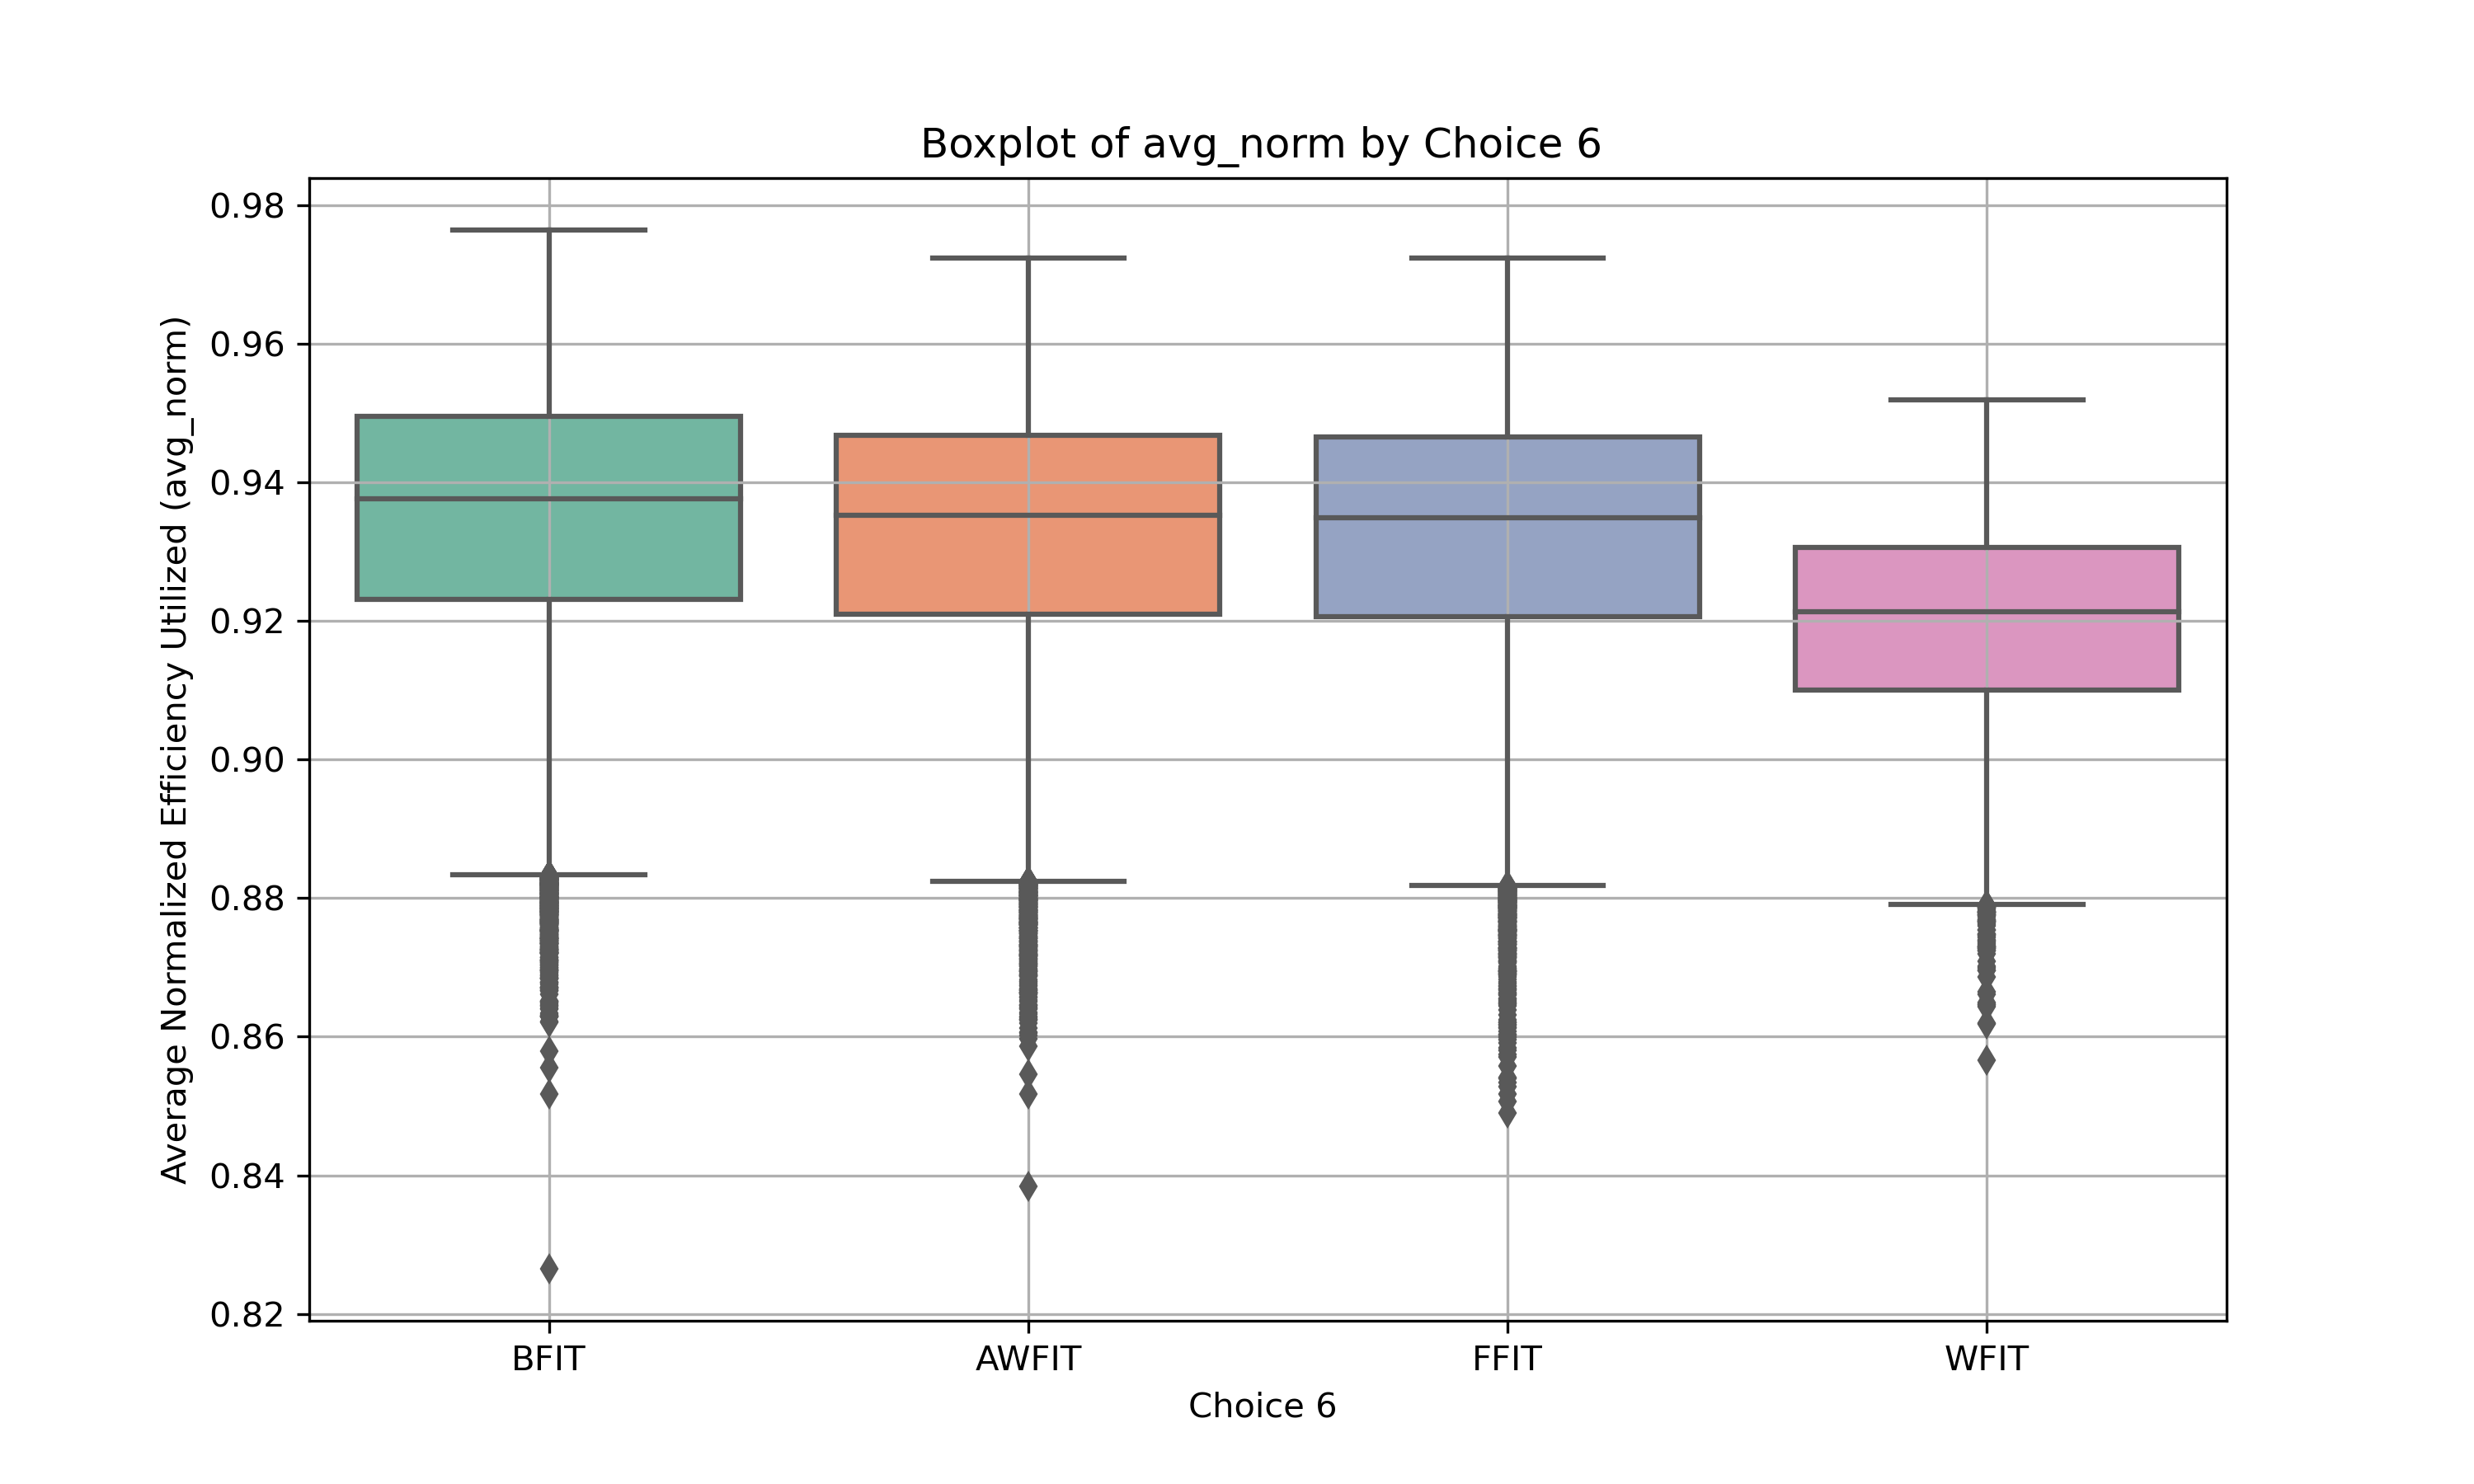 Boxplot of avg_norm by Choice 6
Average Normalized Efficiency Utilized (avg_norm)
0.98
0.96
0.94
0.92
0.90
0.88
0.86
0.84
0.82
BFIT AWFIT FFIT WFIT
Choice 6